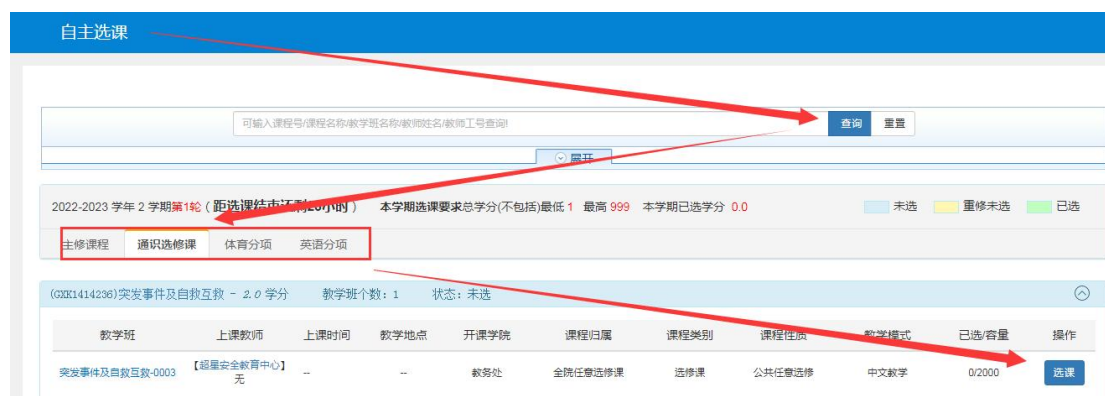 自主选课
可输入课程号/课程名称/教学班名称/教师姓名/教师工号查询! 查询 重置
展开
2022-2023 学年 2 学期第1轮 ( 距选课结束还剩20小时 ) 本学期选课要求总学分(不包括)最低 1 最高 999 本学期已选学分 0.0 未选 重修未选 已选
主修课程 通识选修课 体育分项 英语分项
(GXK1414236)突发事件及自救互救 - 2.0 学分 教学班个数: 1 状态: 未选
教学班 上课教师 上课时间 教学地点 开课学院 课程归属 课程类别 课程性质 教学模式 已选/容量 操作
突发事件及自救互救-0003 【超星安全教育中心】 -- -- 教务处 全院任意选修课 选修课 公共任意选修 中文教学 0/2000 选课
无